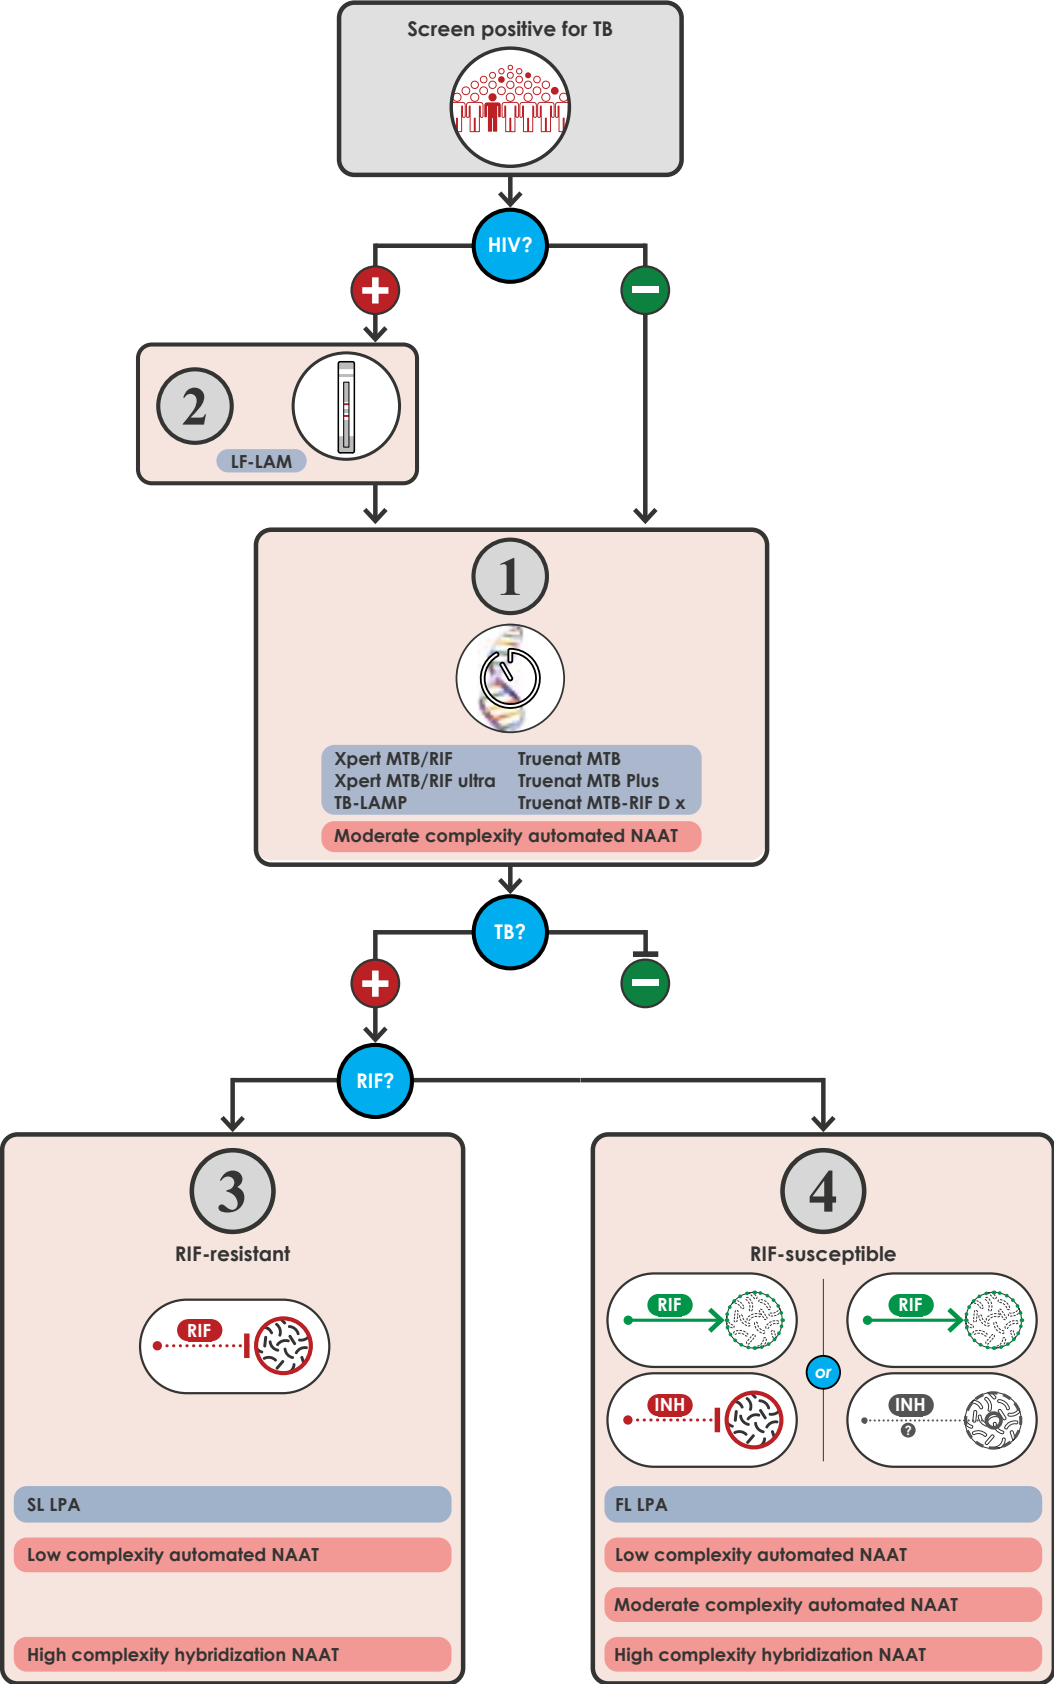 Screen positive for TB
HIV?
2
LF-LAM
1
Xpert MTB/RIF
Xpert MTB/RIF ultra
TB-LAMP
Truenat MTB
Truenat MTB Plus
Truenat MTB-RIF D x
Moderate complexity automated NAAT
TB?
RIF?
3
RIF-resistant
RIF
SL LPA
Low complexity automated NAAT
High complexity hybridization NAAT
4
RIF-susceptible
RIF
RIF
or
INH
INH
?
FL LPA
Low complexity automated NAAT
Moderate complexity automated NAAT
High complexity hybridization NAAT